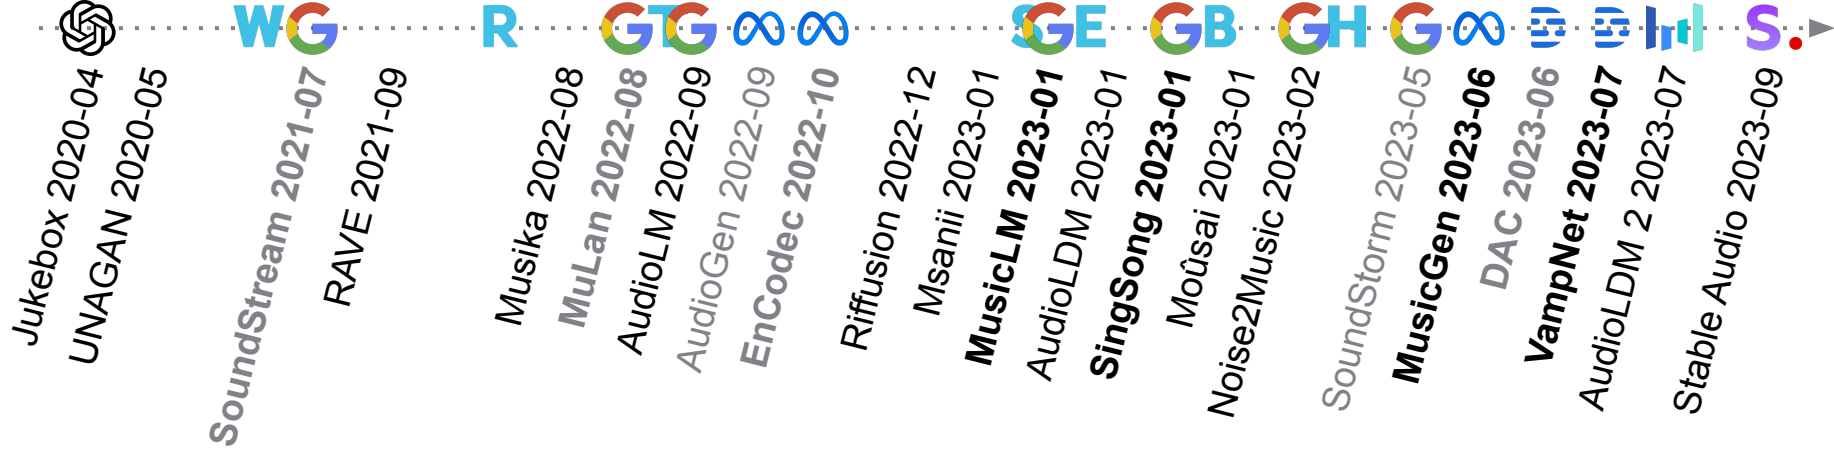 W
R
T
S
E
B
H
S.
Jukebox 2020-04
UNAGAN 2020-05
SoundStream 2021-07
RAVE 2021-09
Musika 2022-08
MuLan 2022-08
AudioLM 2022-09
AudioGen 2022-09
EnCodec 2022-10
Riffusion 2022-12
Msanii 2023-01
MusicLM 2023-01
AudioLDM 2023-01
SingSong 2023-01
Moûsai 2023-01
Noise2Music 2023-02
SoundStorm 2023-05
MusicGen 2023-06
DAC 2023-06
VampNet 2023-07
AudioLDM 2 2023-07
Stable Audio 2023-09